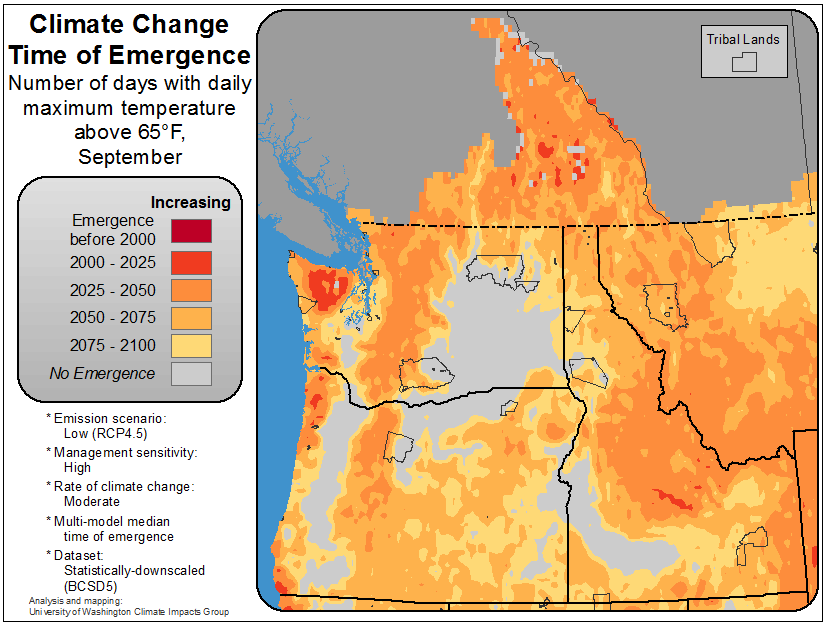 Climate Change
Time of Emergence
Number of days with daily
maximum temperature
above 65°F,
September
Tribal Lands
Increasing
Emergence
before 2000
2000 - 2025
2025 - 2050
2050 - 2075
2075 - 2100
No Emergence
* Emission scenario:
Low (RCP4.5)
* Management sensitivity:
High
* Rate of climate change:
Moderate
* Multi-model median
time of emergence
* Dataset:
Statistically-downscaled
(BCSD5)
Analysis and mapping:
University of Washington Climate Impacts Group